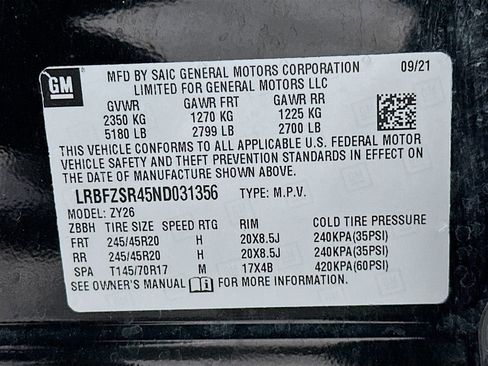 GM
MFD BY SAIC GENERAL MOTORS CORPORATION 09/21
LIMITED FOR GENERAL MOTORS LLC
GVWR GAWR FRT GAWR RR
2350 KG 1270 KG 1225 KG
5180 LB 2799 LB 2700 LB
THIS VEHICLE CONFORMS TO ALL APPLICABLE U.S. FEDERAL MOTOR
VEHICLE SAFETY AND THEFT PREVENTION STANDARDS IN EFFECT ON
THE DATE OF MANUFACTURE SHOWN ABOVE.
LRBFZSR45ND031356 TYPE: M.P.V.
MODEL: ZY26
ZBBH TIRE SIZE SPEED RTG RIM COLD TIRE PRESSURE
FRT 245/45R20 H 20X8.5J 240KPA(35PSI)
RR 245/45R20 H 20X8.5J 240KPA(35PSI)
SPA T145/70R17 M 17X4B 420KPA(60PSI)
SEE OWNER'S MANUAL FOR MORE INFORMATION.